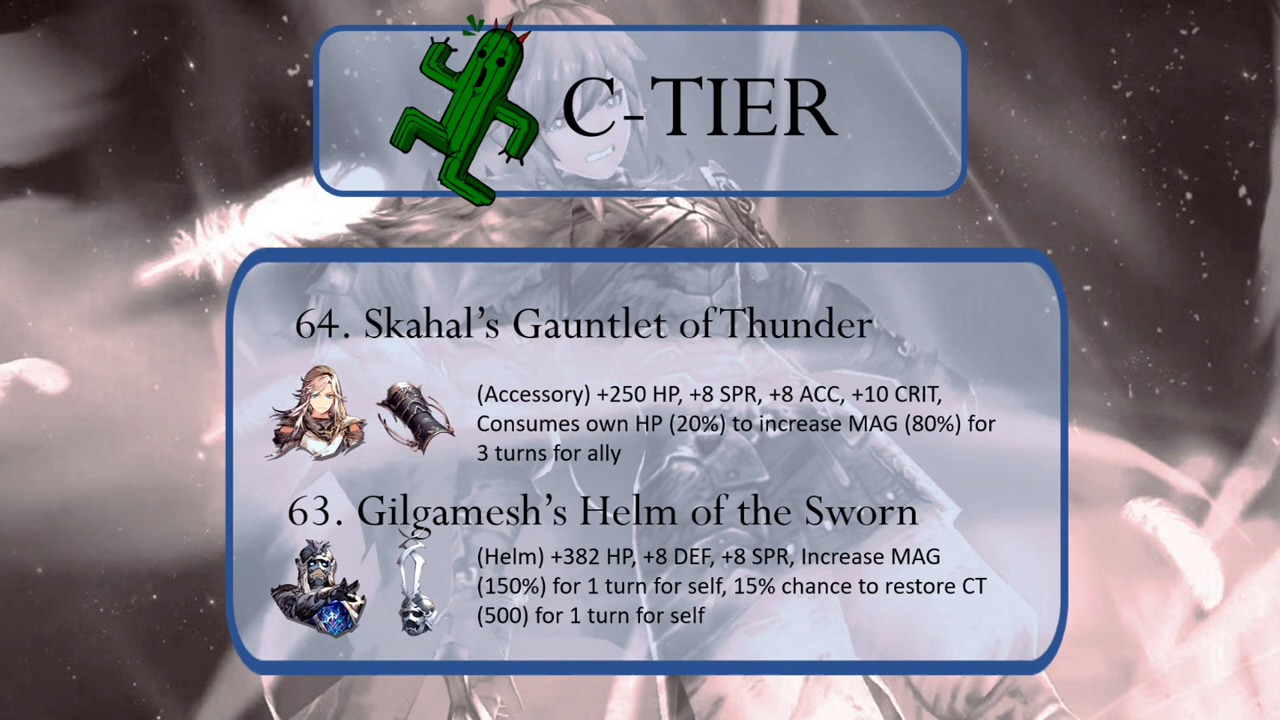 C-TIER
64. Skahal's Gauntlet of Thunder
(Accessory) +250 HP, +8 SPR, +8 ACC, +10 CRIT,
Consumes own HP (20%) to increase MAG (80%) for
3 turns for ally
63. Gilgamesh's Helm of the Sworn
(Helm) +382 HP, +8 DEF, +8 SPR, Increase MAG
(150%) for 1 turn for self, 15% chance to restore CT
(500) for 1 turn for self